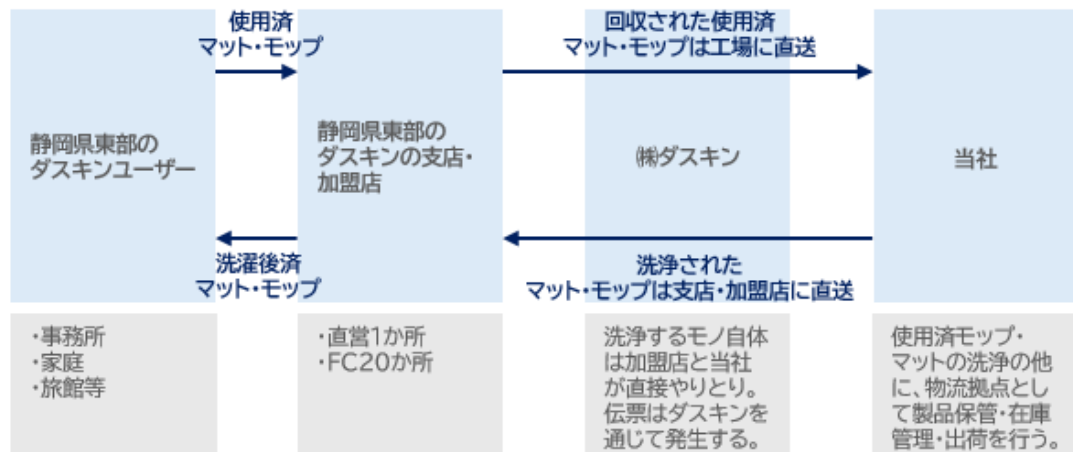 使用済
マット・モップ
回収された使用済
マット・モップは工場に直送
静岡県東部の
ダスキンユーザー
静岡県東部の
ダスキンの支店・
加盟店
㈱ダスキン
当社
洗濯後済
マット・モップ
洗浄された
マット・モップは支店・加盟店に直送
・事務所
・家庭
・旅館等
・直営1か所
・FC20か所
洗浄するモノ自体
は加盟店と当社
が直接やりとり。
伝票はダスキンを
通じて発生する。
使用済モップ・
マットの洗浄の他
に、物流拠点とし
て製品保管・在庫
管理・出荷を行う。